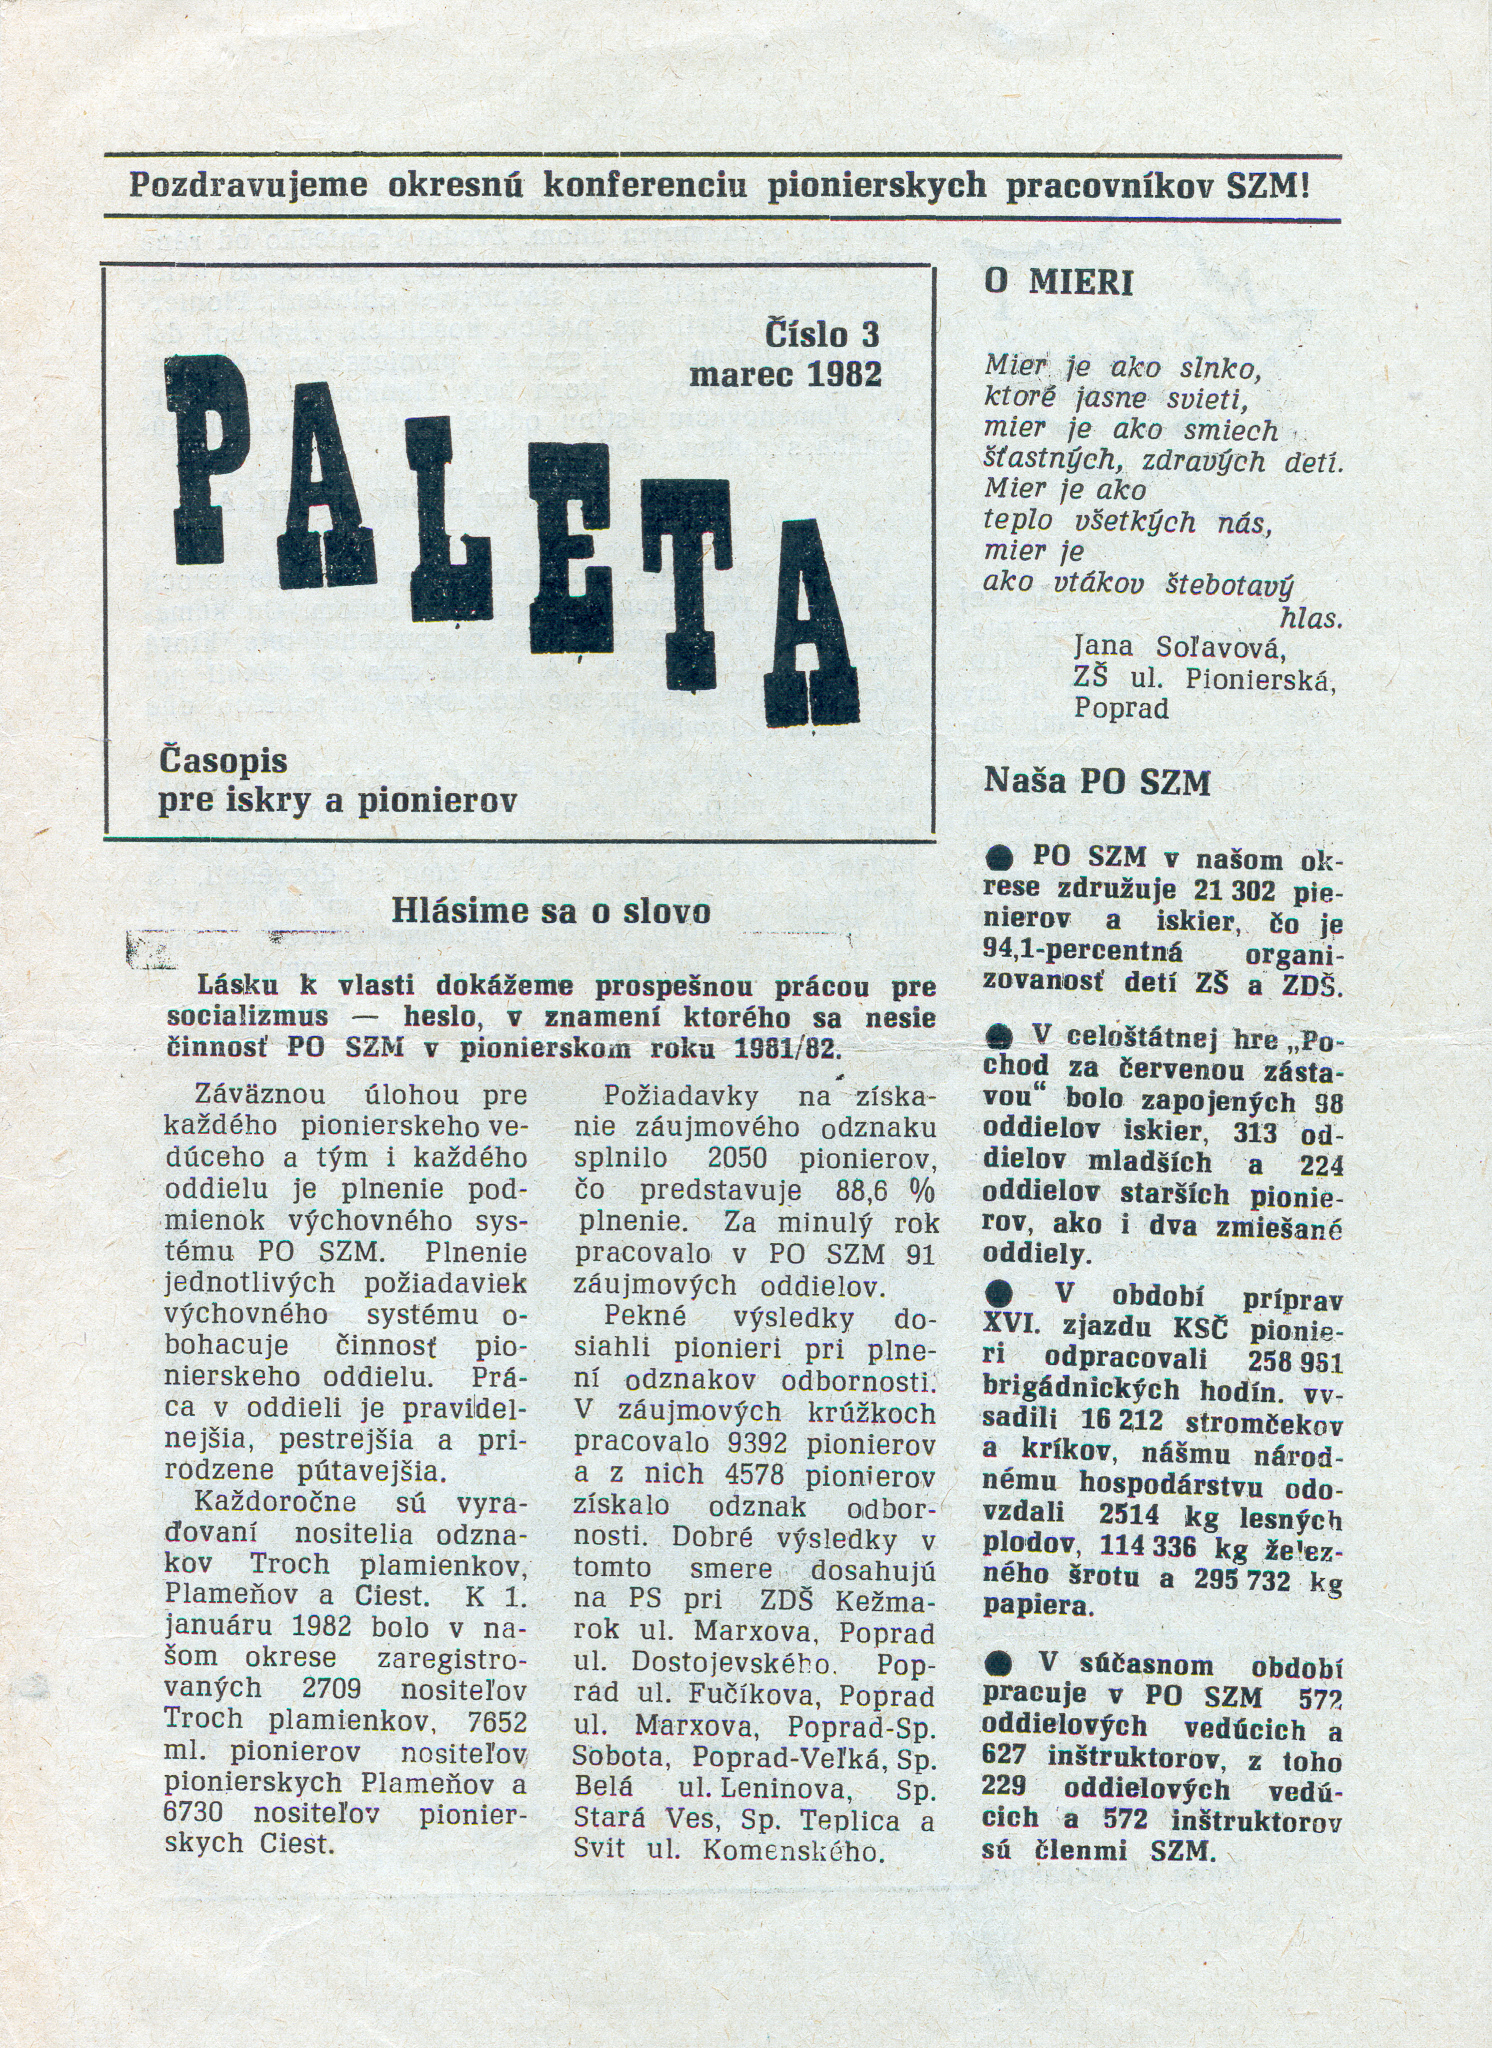 Pozdravujeme okresnú konferenciu pionierskych pracovníkov SZM!
Číslo 3
marec 1982
PALETA
Časopis
pre iskry a pionierov
Hlásime sa o slovo
Lásku k vlasti dokážeme prospešnou prácou pre
socializmus — heslo, v znamení ktorého sa nesie
činnosť PO SZM v pionierskom roku 1981/82.
Záväznou úlohou pre
každého pionierskeho ve-
dúceho a tým i každého
oddielu je plnenie pod-
mienok výchovného sys-
tému PO SZM. Plnenie
jednotlivých požiadaviek
výchovného systému o-
bohacuje činnosť pio-
nierskeho oddielu. Prá-
ca v oddieli je pravidel-
nejšia, pestrejšia a pri-
rodzene pútavejšia.
Každoročne sú vyra-
ďovaní nositelia odzna-
kov Troch plamienkov,
Plameňov a Ciest. K 1.
januáru 1982 bolo v na-
šom okrese zaregistro-
vaných 2709 nositeľov
Troch plamienkov, 7652
ml. pionierov nositeľov
pionierskych Plameňov a
6730 nositeľov pionier-
skych Ciest.
Požiadavky na získa-
nie záujmového odznaku
splnilo 2050 pionierov,
čo predstavuje 88,6 %
plnenie. Za minulý rok
pracovalo v PO SZM 91
záujmových oddielov.
Pekné výsledky do-
siahli pionieri pri plne-
ní odznakov odbornosti.
V záujmových krúžkoch
pracovalo 9392 pionierov
a z nich 4578 pionierov
získalo odznak odbor-
nosti. Dobré výsledky v
tomto smere dosahujú
na PS pri ZDŠ Kežma-
rok ul. Marxova, Poprad
ul. Dostojevského. Pop-
rad ul. Fučíkova, Poprad
ul. Marxova, Poprad-Sp.
Sobota, Poprad-Veľká, Sp.
Belá ul. Leninova, Sp.
Stará Ves, Sp. Teplica a
Svit ul. Komenského.
O MIERI
Mier je ako slnko,
ktoré jasne svieti,
mier je ako smiech
šťastných, zdravých detí.
Mier je ako
teplo všetkých nás,
mier je
ako vtákov štebotavý
hlas.
Jana Soľavová,
ZŠ ul. Pionierská,
Poprad
Naša PO SZM
● PO SZM v našom ok-
rese združuje 21 302 pie-
nierov a iskier, čo je
94,1-percentná organi-
zovanosť detí ZŠ a ZDŠ.
● V celoštátnej hre „Po-
chod za červenou zásta-
vou“ bolo zapojených 98
oddielov iskier, 313 od-
dielov mladších a 224
oddielov starších pionie-
rov, ako i dva zmiešané
oddiely.
● V období príprav
XVI. zjazdu KSČ pionie-
ri odpracovali 258 951
brigádnických hodín. vv-
sadili 16 212 stromčekov
a kríkov, nášmu národ-
nému hospodárstvu odo-
vzdali 2514 kg lesných
plodov, 114 336 kg želez-
ného šrotu a 295 732 kg
papiera.
● V súčasnom období
pracuje v PO SZM 572
oddielových vedúcich a
627 inštruktorov, z toho
229 oddielových vedú-
cich a 572 inštruktorov
sú členmi SZM.